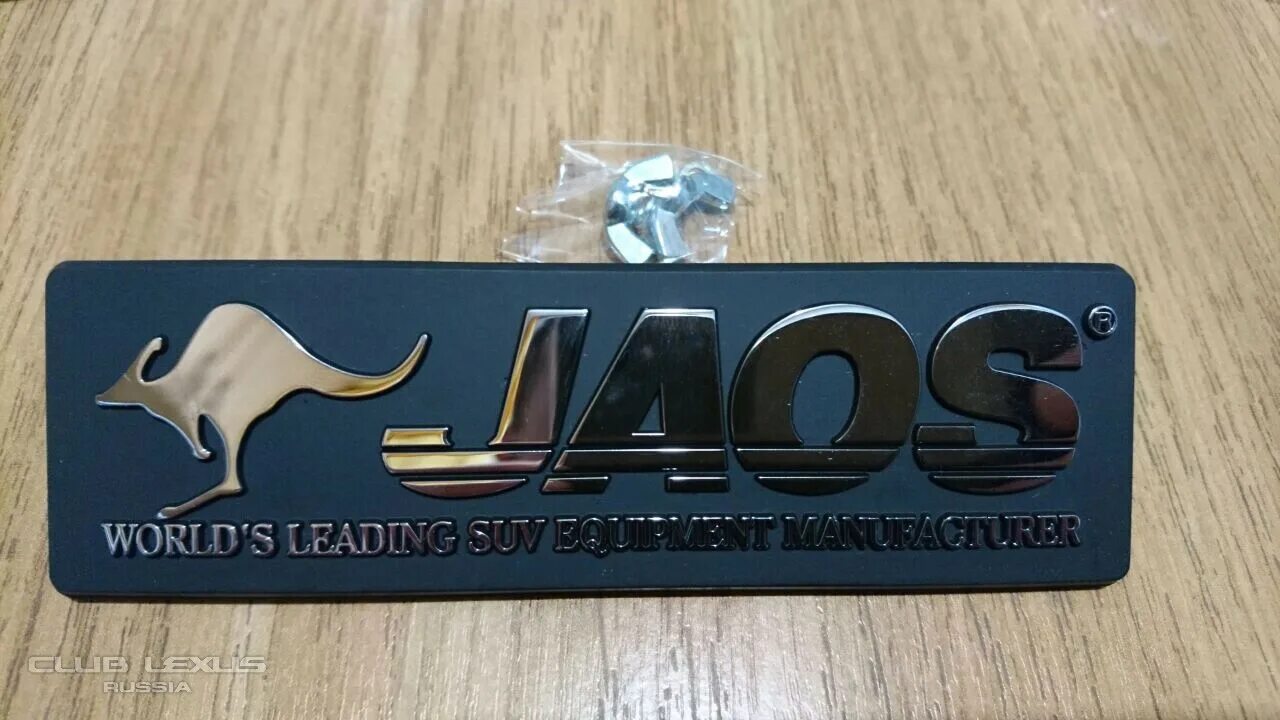 JAOS®
WORLD'S LEADING SUV EQUIPMENT MANUFACTURER
CLUB LEXUS
RUSSIA